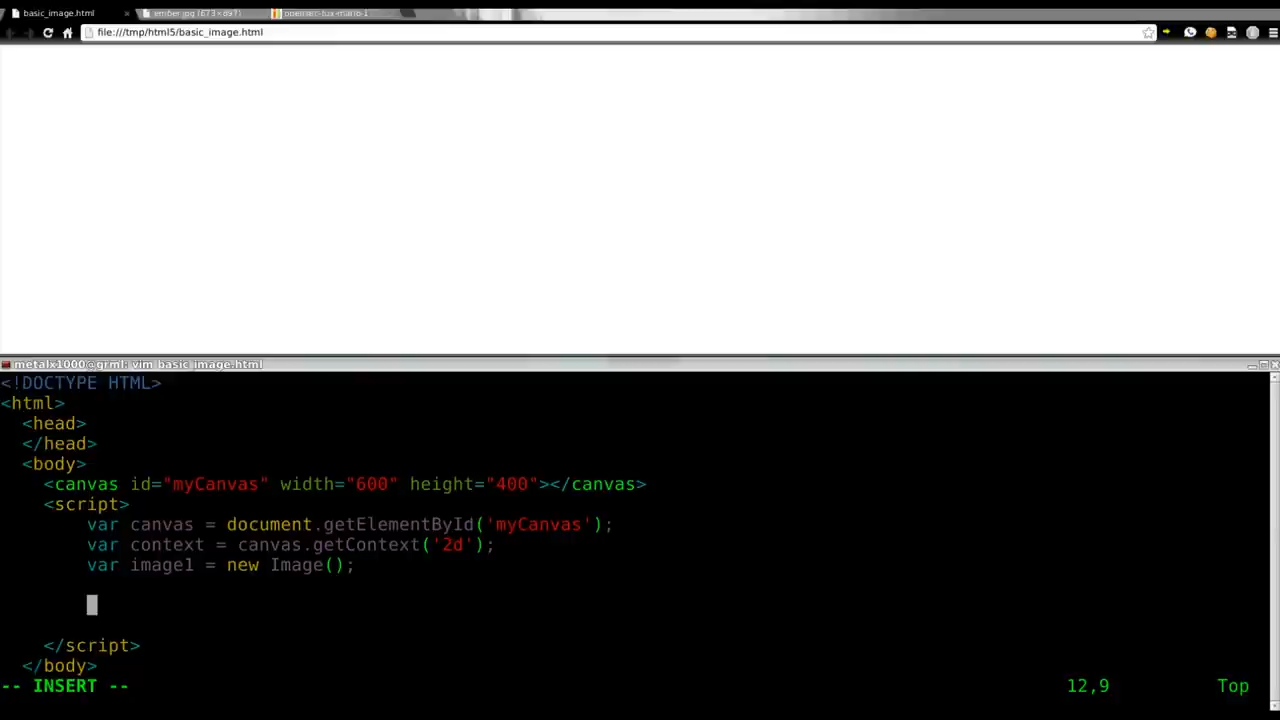 basic_image.html
file:///tmp/html5/basic_image.html
metalx1000@grml: vim basic_image.html
<!DOCTYPE HTML>
<html>
<head>
</head>
<body>
<canvas id="myCanvas" width="600" height="400"></canvas>
<script>
var canvas = document.getElementById('myCanvas');
var context = canvas.getContext('2d');
var image1 = new Image();
</script>
</body>
-- INSERT -- 12,9 Top